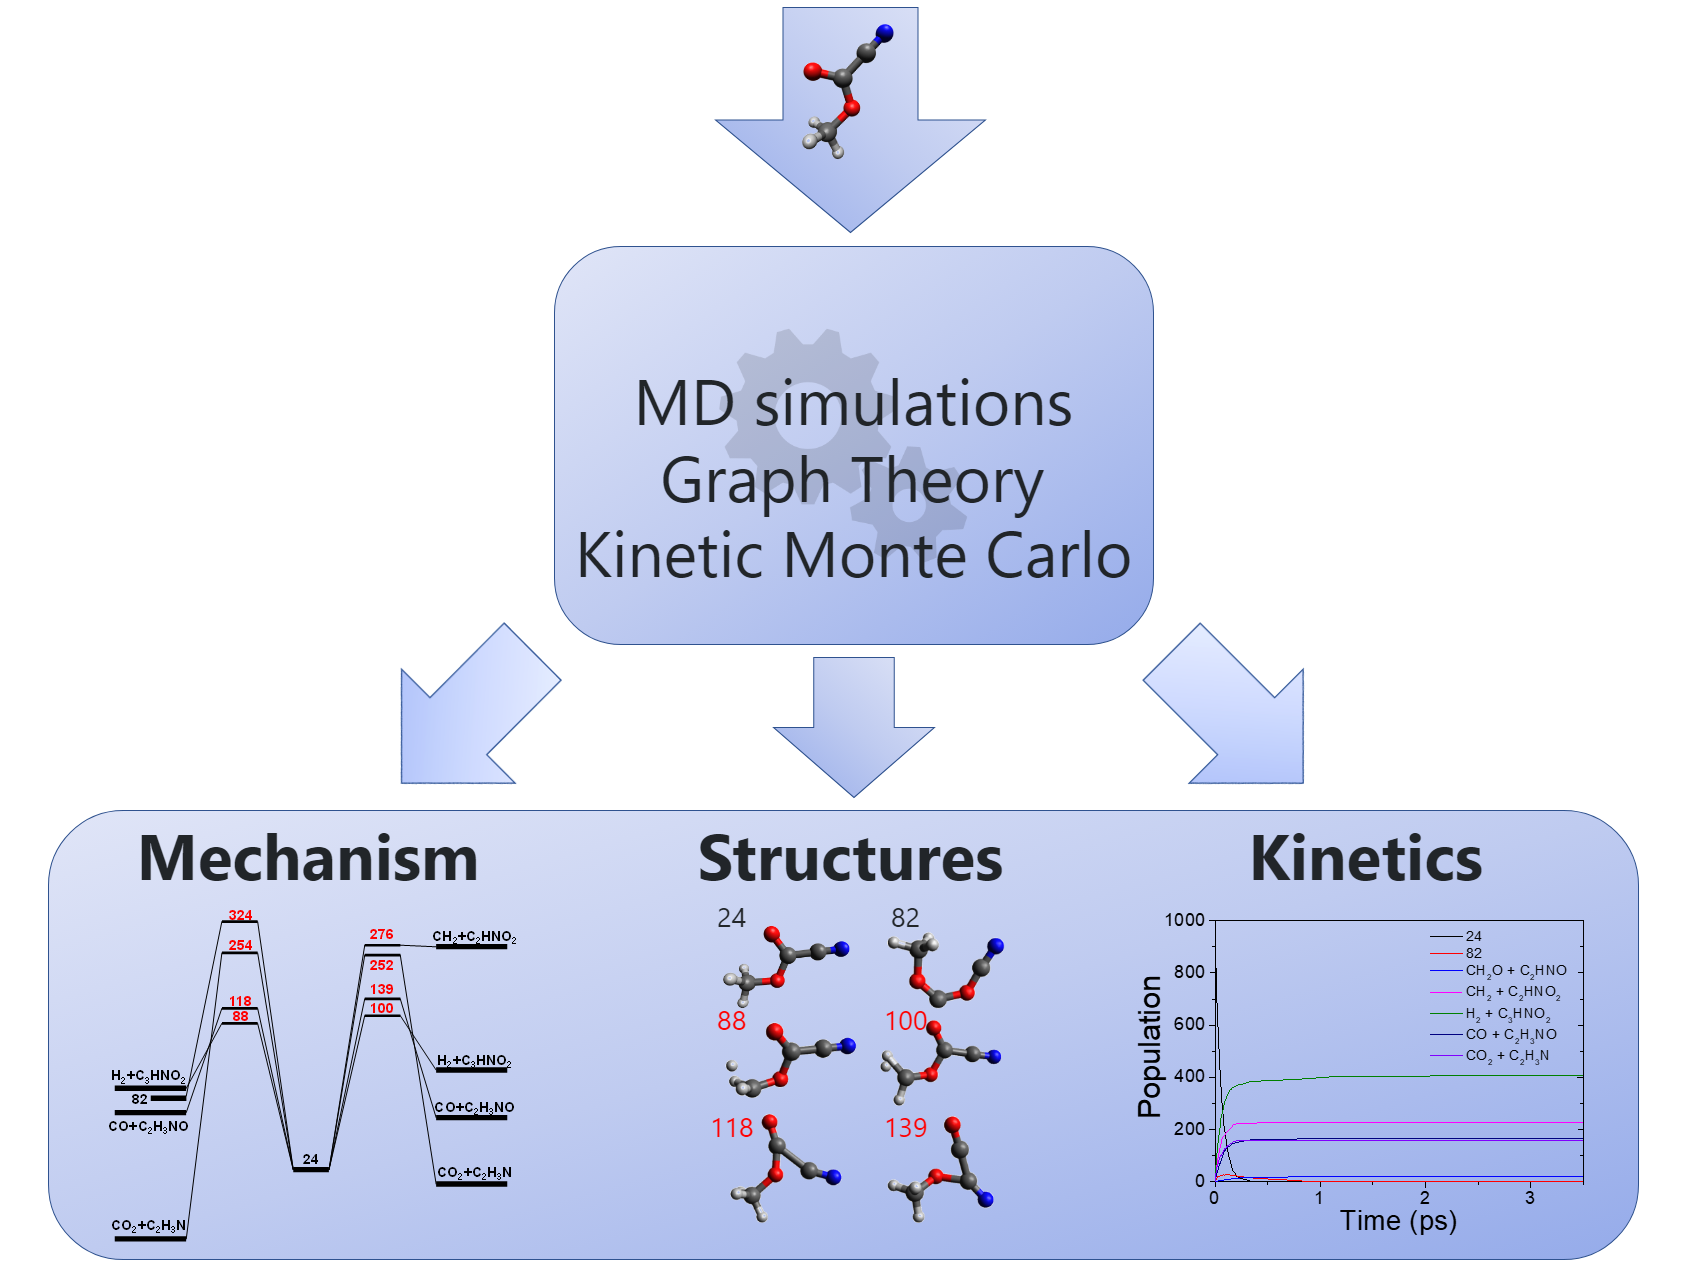 MD simulations
Graph Theory
Kinetic Monte Carlo
Mechanism
324
254
118
88
H₂+C₃HNO₂
82
CO+C₂H₃NO
CO₂+C₂H₃N
24
276
252
139
100
CH₂+C₂HNO₂
H₂+C₃HNO₂
CO+C₂H₃NO
CO₂+C₂H₃N
Structures
24
82
88
100
118
139
Kinetics
1000
800
600
400
200
0
Population
24
82
CH₂O + C₂HNO
CH₂ + C₂HNO₂
H₂ + C₃HNO₂
CO + C₂H₃NO
CO₂ + C₂H₃N
0
1
2
3
Time (ps)